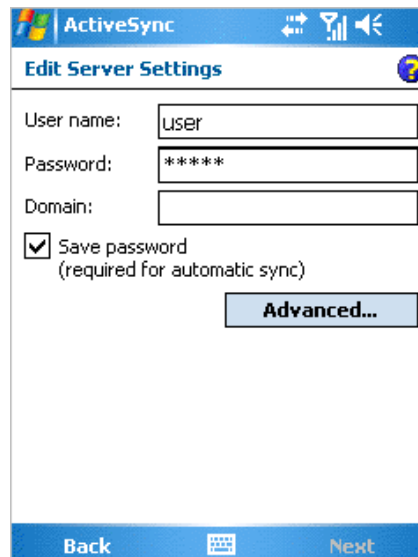 ActiveSync
Edit Server Settings
User name: user
Password: *****
Domain:
Save password
(required for automatic sync)
Advanced...
Back Next